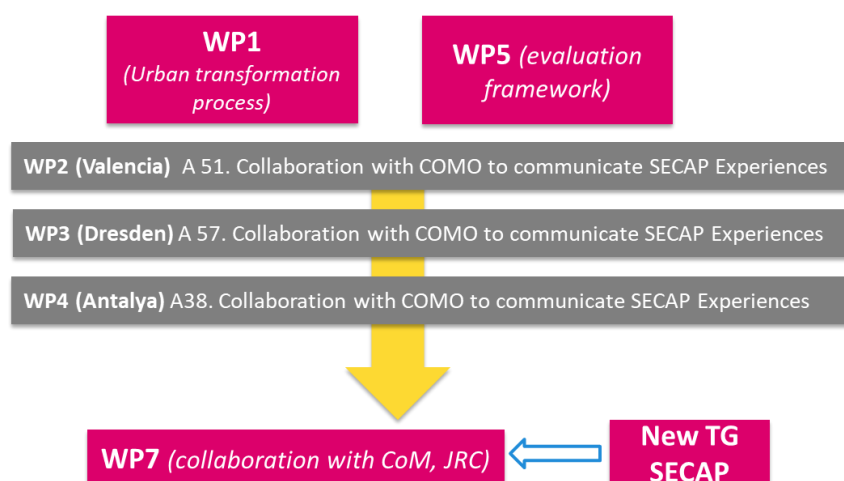 WP1
(Urban transformation
process)
WP5 (evaluation
framework)
WP2 (Valencia) A 51. Collaboration with COMO to communicate SECAP Experiences
WP3 (Dresden) A 57. Collaboration with COMO to communicate SECAP Experiences
WP4 (Antalya) A38. Collaboration with COMO to communicate SECAP Experiences
WP7 (collaboration with CoM, JRC)
New TG
SECAP